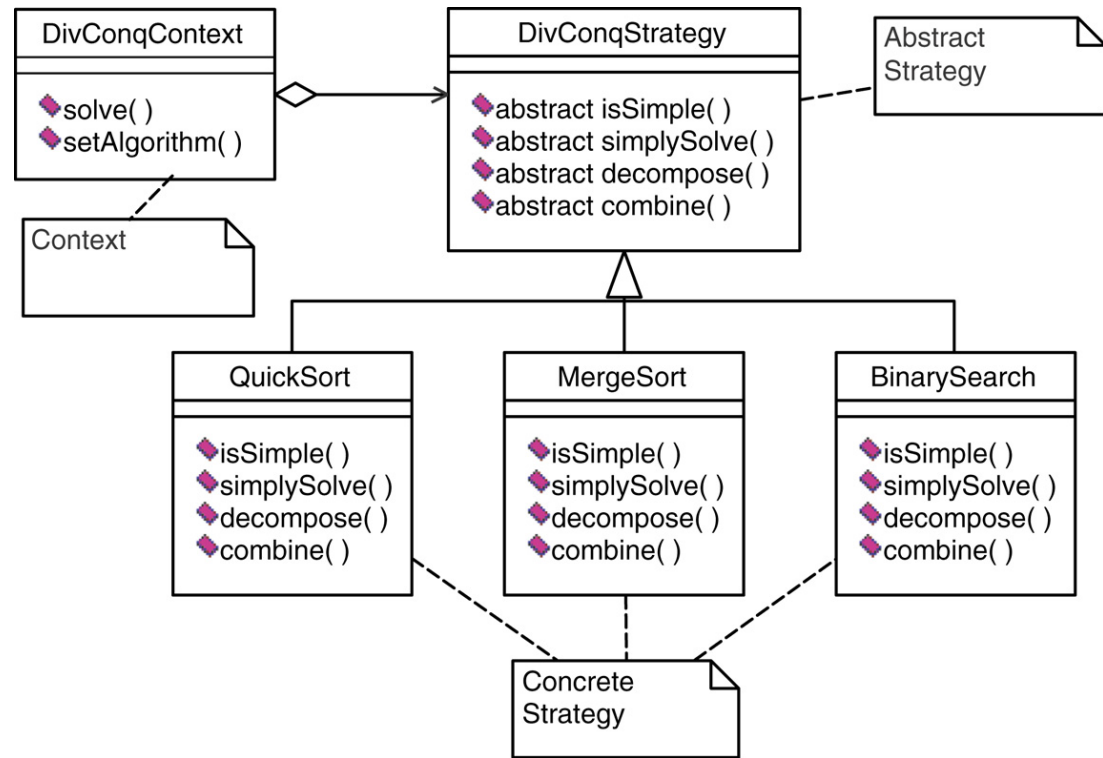 DivConqContext
solve( )
setAlgorithm( )
Context
DivConqStrategy
abstract isSimple( )
abstract simplySolve( )
abstract decompose( )
abstract combine( )
Abstract
Strategy
QuickSort
isSimple( )
simplySolve( )
decompose( )
combine( )
MergeSort
isSimple( )
simplySolve( )
decompose( )
combine( )
BinarySearch
isSimple( )
simplySolve( )
decompose( )
combine( )
Concrete
Strategy